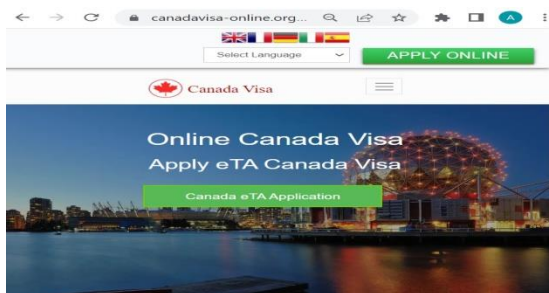 canadavisa-online.org...
A
Select Language
APPLY ONLINE
Canada Visa
Online Canada Visa
Apply eTA Canada Visa
Canada eTA Application